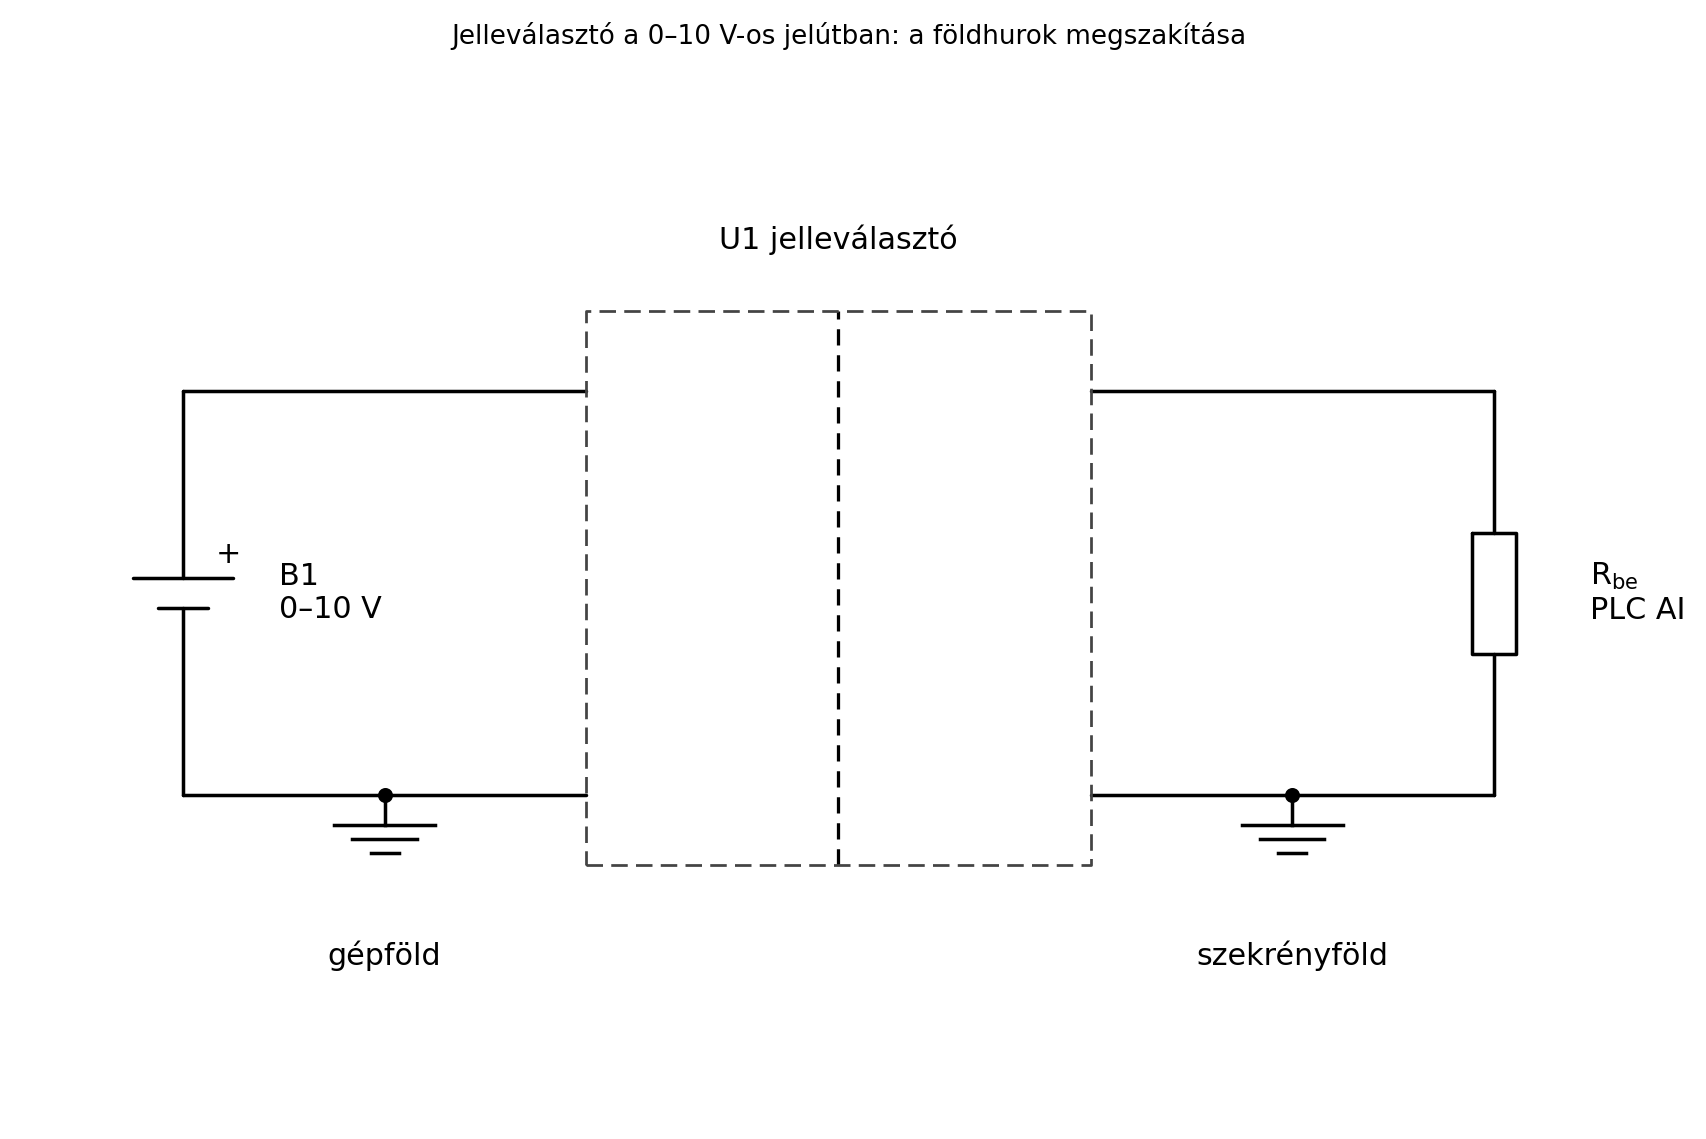 Jelleválasztó a 0–10 V-os jelútban: a földhurok megszakítása
U1 jelleválasztó
+
B1
0–10 V
Rbe
PLC AI
gépföld
szekrényföld